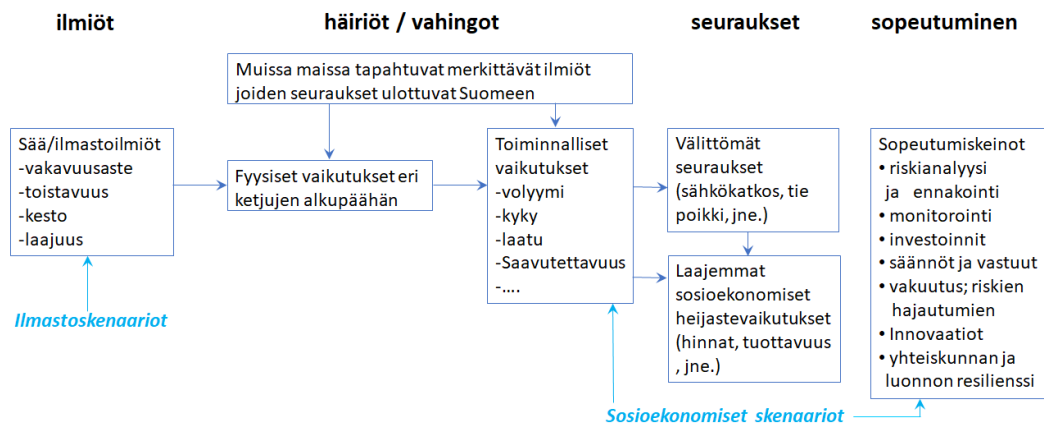 ilmiöt
häiriöt / vahingot
seuraukset
sopeutuminen
Muissa maissa tapahtuvat merkittävät ilmiöt
joiden seuraukset ulottuvat Suomeen
Sää/ilmastoilmiöt
-vakavuusaste
-toistavuus
-kesto
-laajuus
Fyysiset vaikutukset eri
ketjujen alkupäähän
Toiminnalliset
vaikutukset
-volyymi
-kyky
-laatu
-Saavutettavuus
-....
Välittömät
seuraukset
(sähkökatkos, tie
poikki, jne.)
Laajemmat
sosioekonomiset
heijastevaikutukset
(hinnat, tuottavuus
, jne.)
Sopeutumiskeinot
• riskianalyysi
ja ennakointi
• monitorointi
• investoinnit
• säännöt ja vastuut
• vakuutus; riskien
hajautumien
• Innovaatiot
• yhteiskunnan ja
luonnon resilienssi
Ilmastoskenaariot
Sosioekonomiset skenaariot